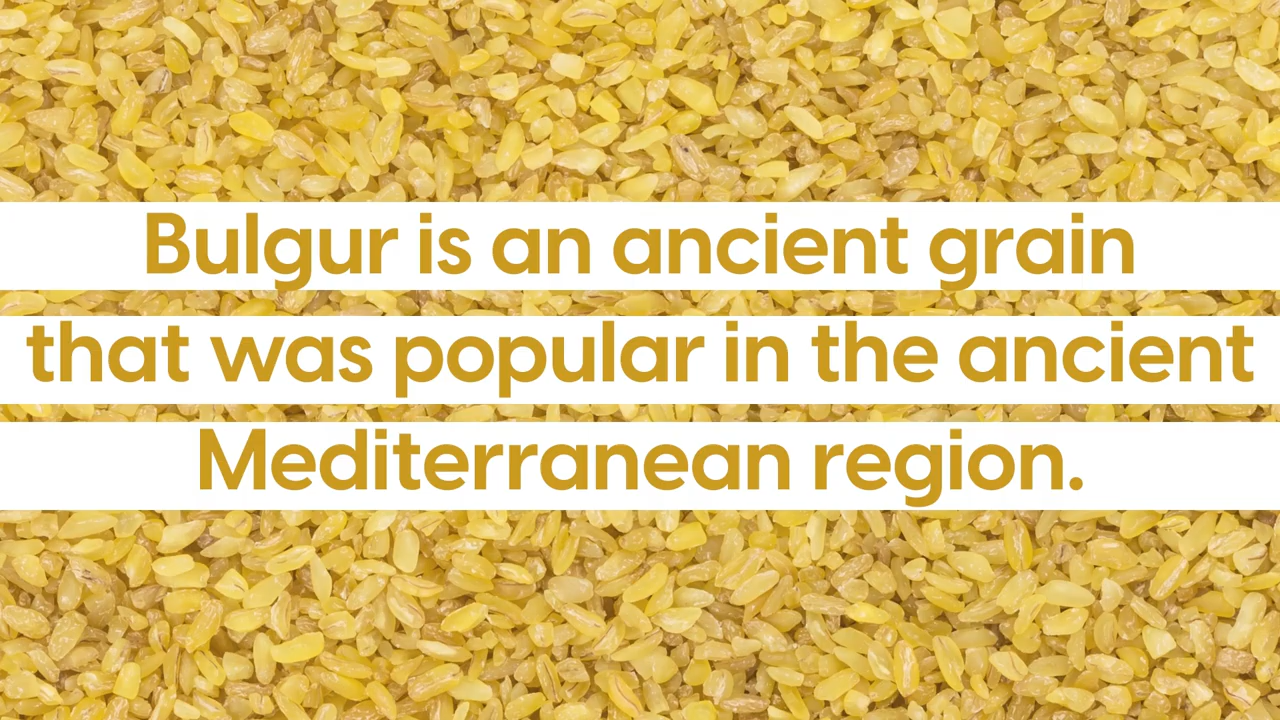 Bulgur is an ancient grain
that was popular in the ancient
Mediterranean region.